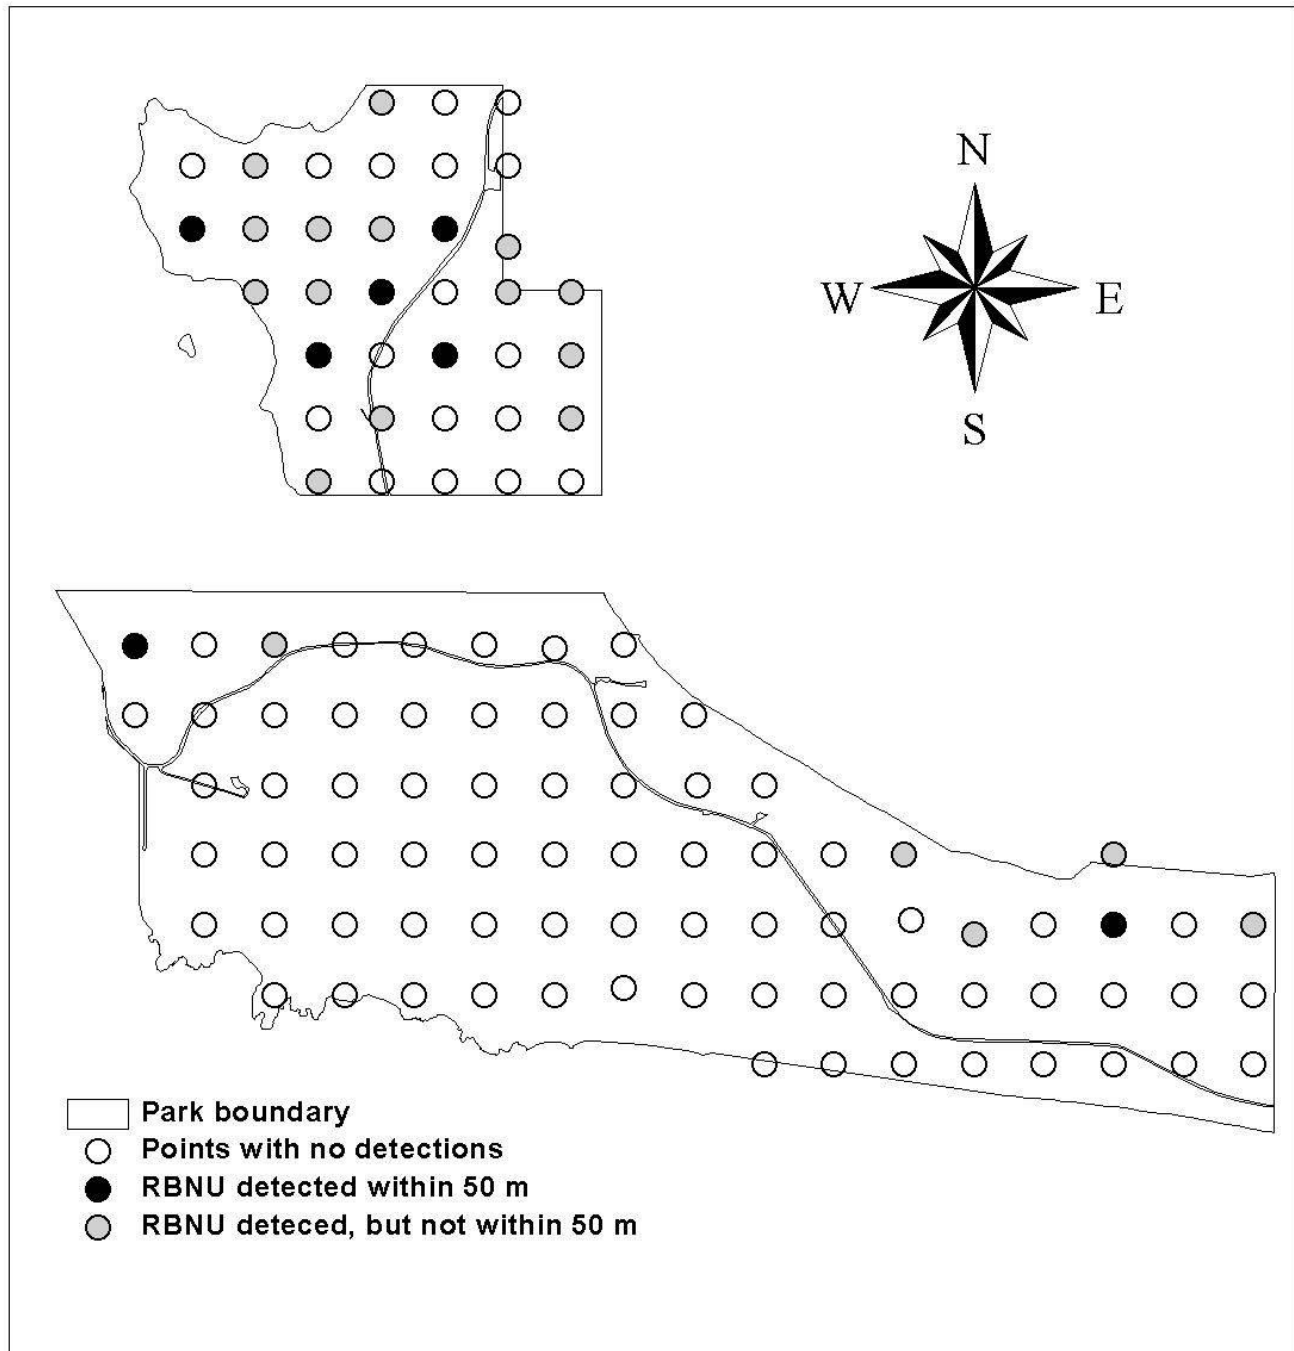 N
W
E
S
Park boundary
Points with no detections
RBNU detected within 50 m
RBNU deteced, but not within 50 m